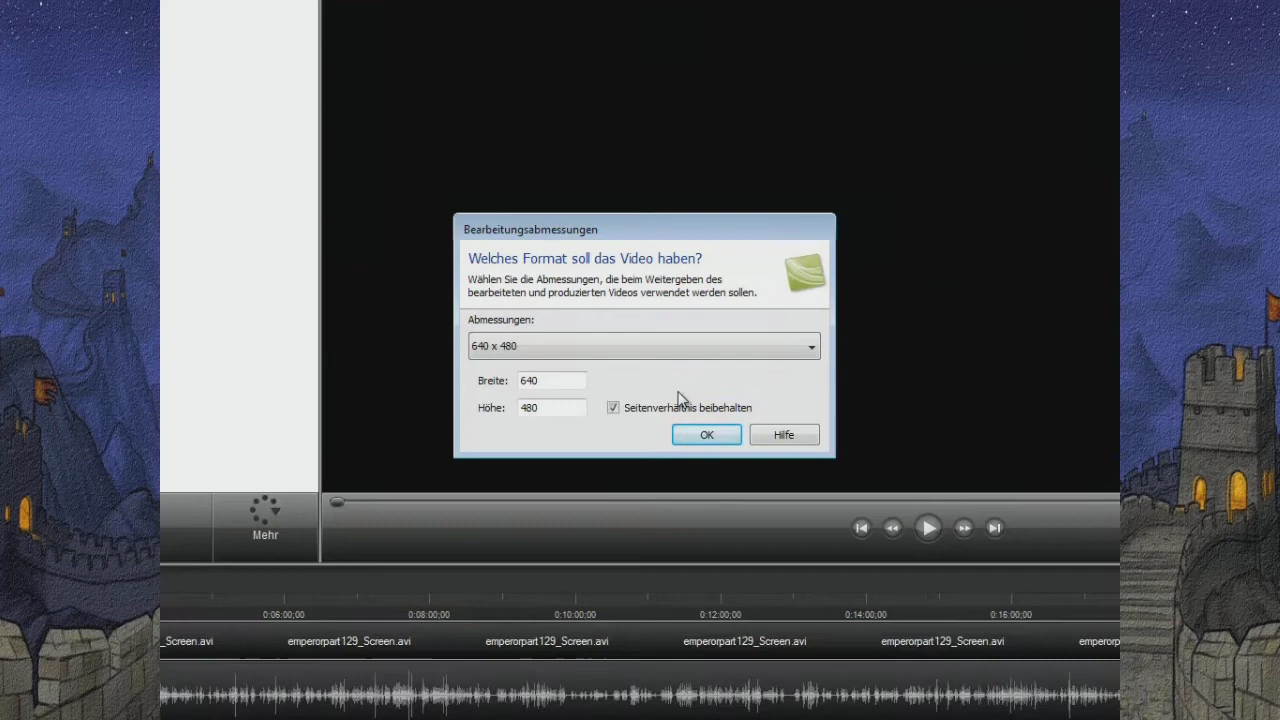 Bearbeitungsabmessungen
Welches Format soll das Video haben?
Wählen Sie die Abmessungen, die beim Weitergeben des
bearbeiteten und produzierten Videos verwendet werden sollen.
Abmessungen:
640 x 480
Breite: 640
Höhe: 480 Seitenverhältnis beibehalten
OK Hilfe
Mehr
0:06:00;00 0:08:00;00 0:10:00;00 0:12:00;00 0:14:00;00 0:16:00;00
_Screen.avi emperorpart129_Screen.avi emperorpart129_Screen.avi emperorpart129_Screen.avi emperorpart129_Screen.avi emperorp